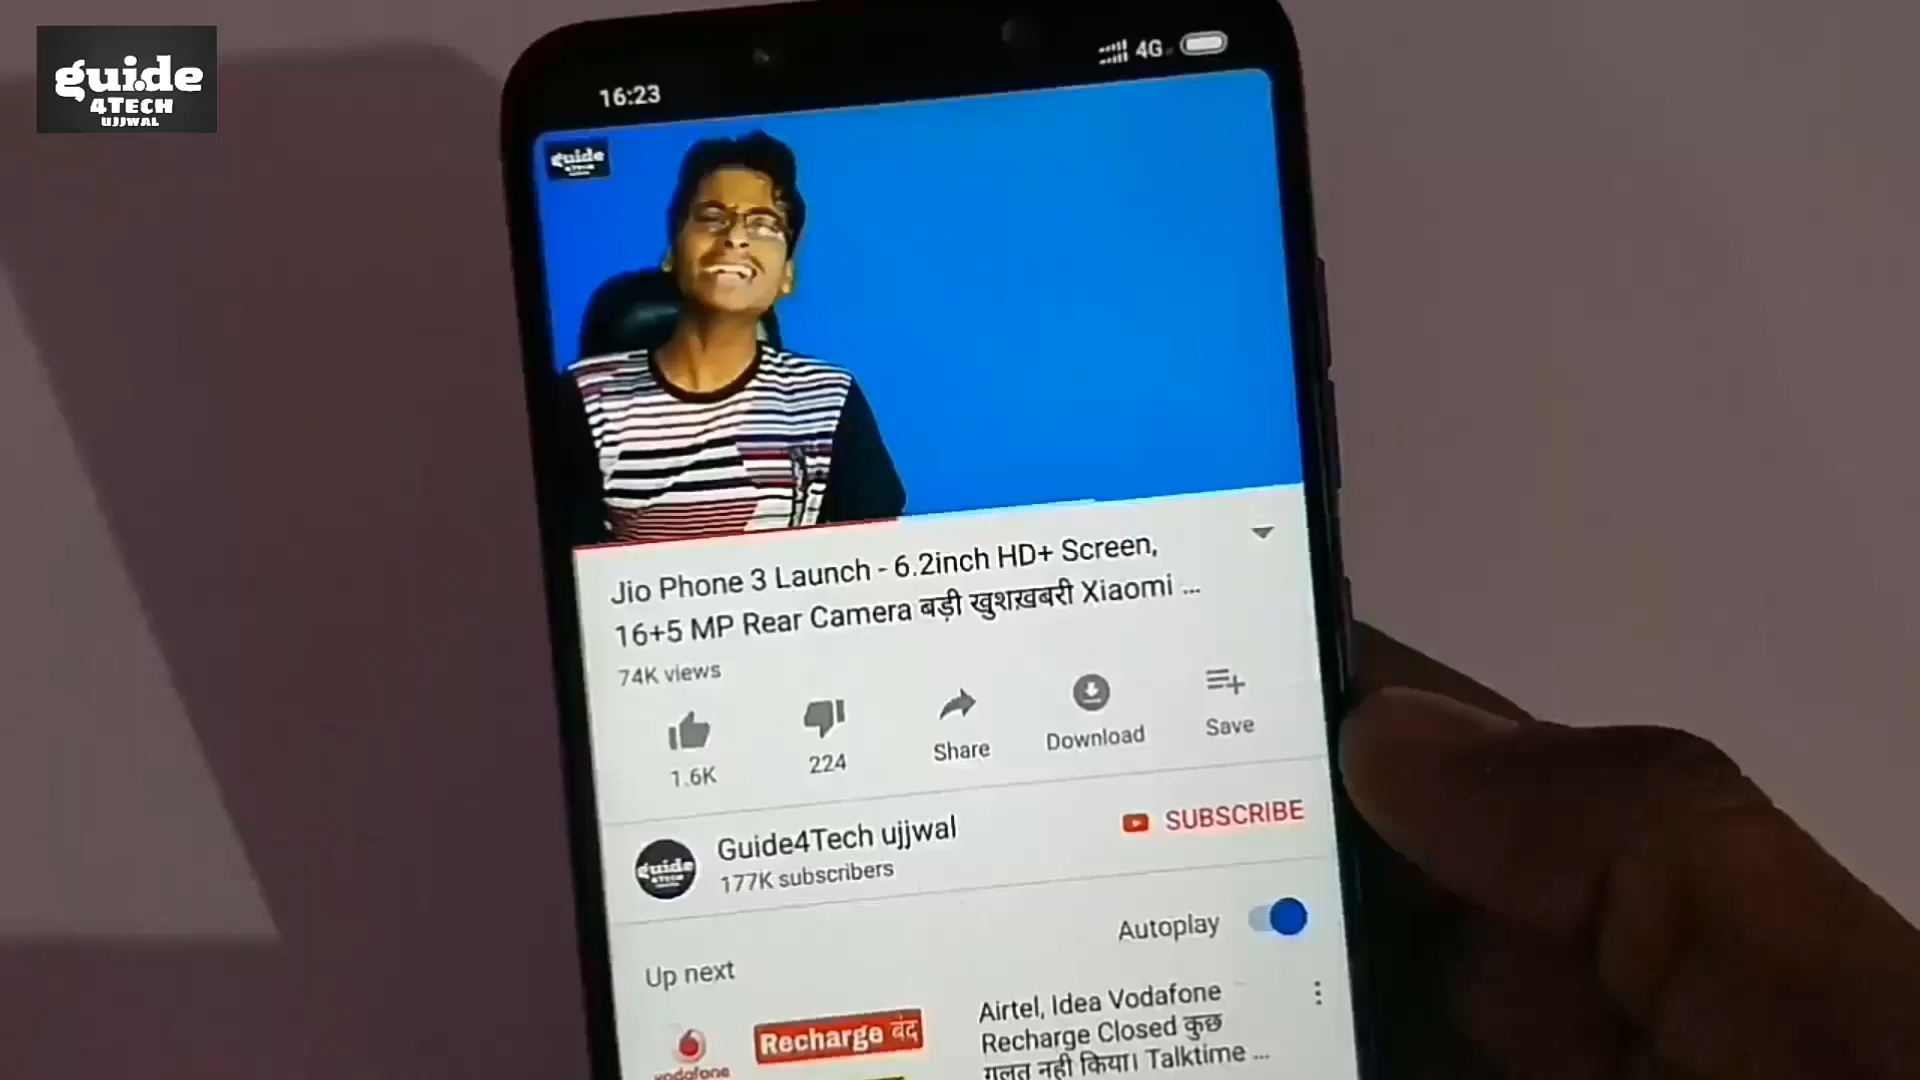 guide
4TECH
UJJWAL
16:23
4G
guide
Jio Phone 3 Launch - 6.2inch HD+ Screen,
16+5 MP Rear Camera बड़ी खुशख़बरी Xiaomi ...
74K views
1.6K
224
Share
Download
Save
guide
Guide4Tech ujjwal
177K subscribers
SUBSCRIBE
Autoplay
Up next
vodafone
Recharge बंद
Airtel, Idea Vodafone
Recharge Closed कुछ
गलत नही किया। Talktime ...